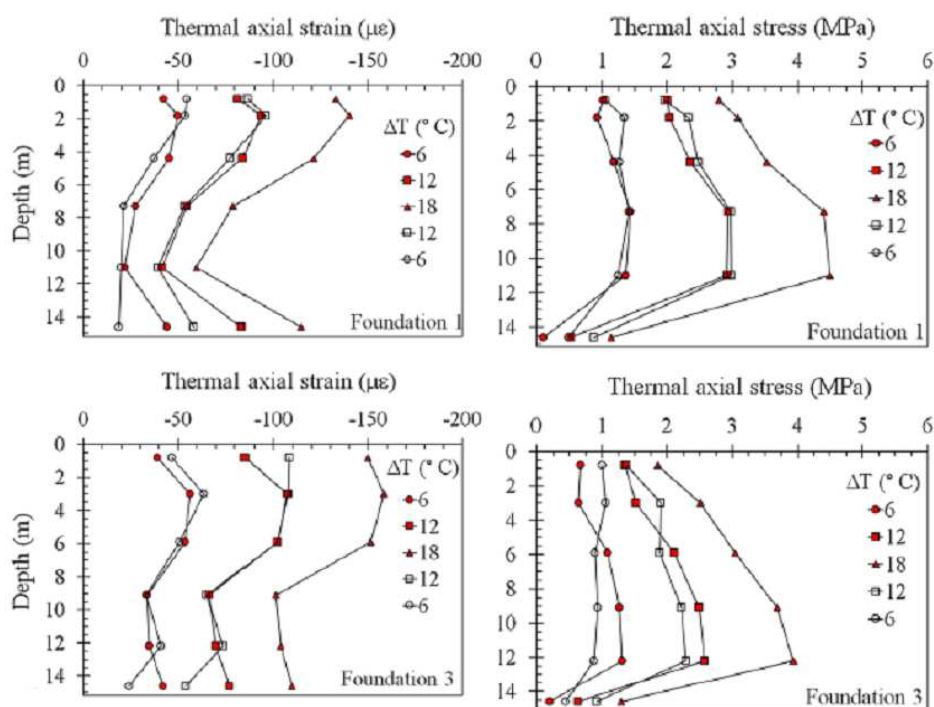 Thermal axial strain (με)
0 -50 -100 -150 -200
Depth (m)
0
2
4
6
8
10
12
14
ΔT (° C)
6
12
18
12
6
Foundation 1
Thermal axial stress (MPa)
0 1 2 3 4 5 6
0
2
4
6
8
10
12
14
ΔT (° C)
6
12
18
12
6
Foundation 1
Thermal axial strain (με)
0 -50 -100 -150 -200
Depth (m)
0
2
4
6
8
10
12
14
ΔT (° C)
6
12
18
12
6
Foundation 3
Thermal axial stress (MPa)
0 1 2 3 4 5 6
0
2
4
6
8
10
12
14
ΔT (° C)
6
12
18
12
6
Foundation 3